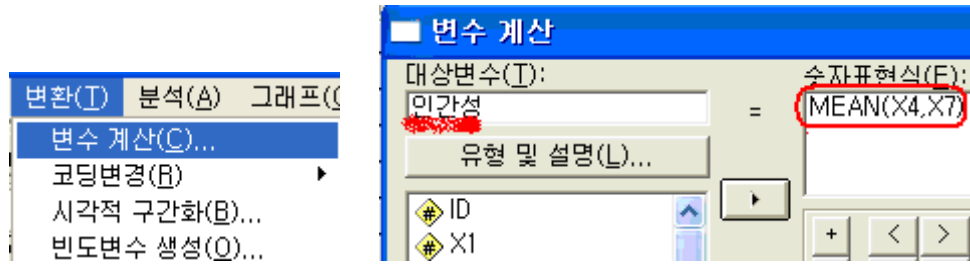 변환(T) 분석(A) 그래프(
변수 계산(C)...
코딩변경(R)
시각적 구간화(B)...
빈도변수 생성(O)...
변수 계산
대상변수(T):
인간성
유형 및 설명(L)...
ID
X1
=
숫자표현식(E):
MEAN(X4,X7)
+ < >